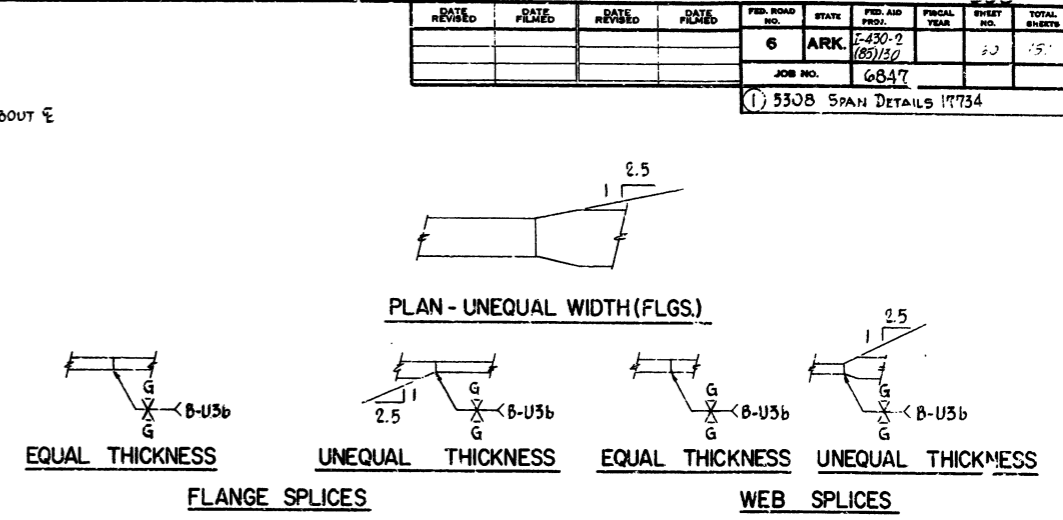 DATE REVISED DATE FILMED DATE REVISED DATE FILMED FED. ROAD NO. STATE FED. AID PROJ. FISCAL YEAR SHEET NO. TOTAL SHEETS
6 ARK. I-430-2 (85)130
JOB NO. 6847
① 5308 SPAN DETAILS 17734
BOUT ℄
2.5
1
PLAN - UNEQUAL WIDTH (FLGS.)
G
B-U3b
G
EQUAL THICKNESS
1
2.5
G
B-U3b
G
UNEQUAL THICKNESS
FLANGE SPLICES
G
B-U3b
G
EQUAL THICKNESS
2.5
1
G
B-U3b
G
UNEQUAL THICKNESS
WEB SPLICES